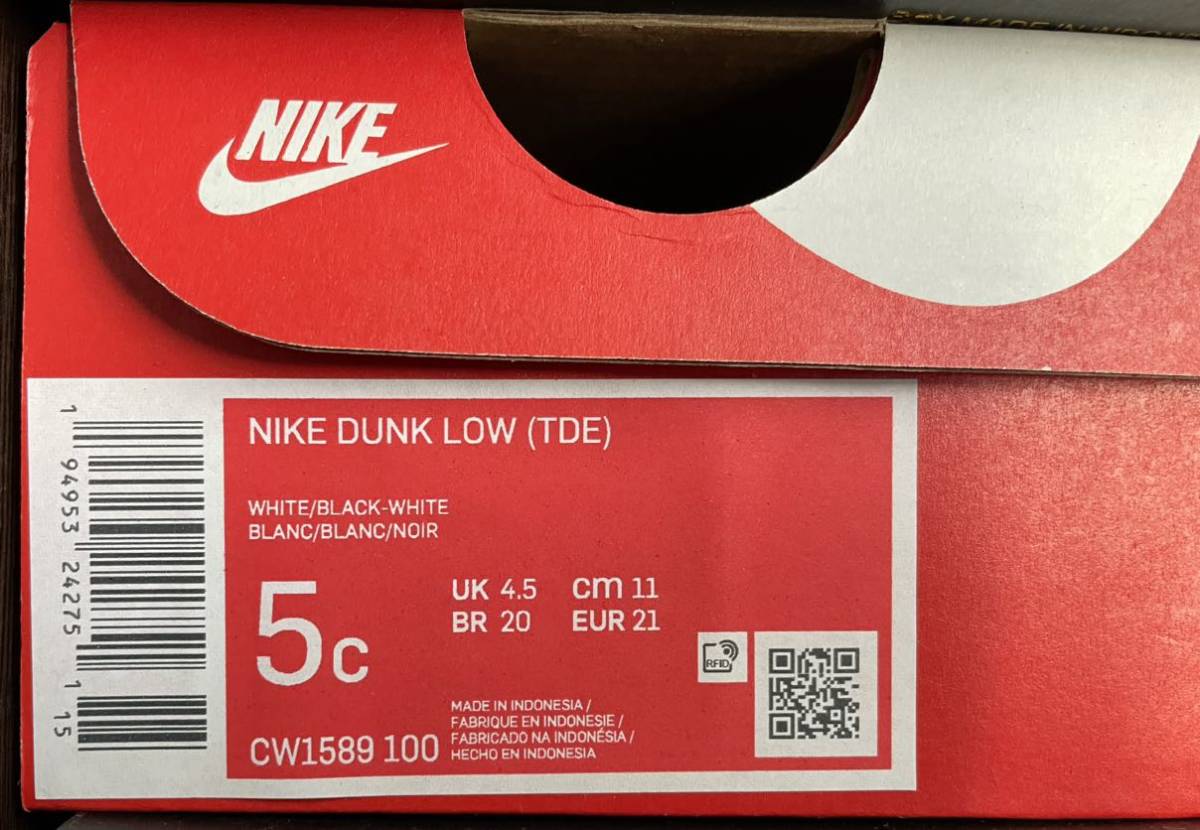 NIKE
NIKE DUNK LOW (TDE)
WHITE/BLACK-WHITE
BLANC/BLANC/NOIR
5c
UK 4.5 cm 11
BR 20 EUR 21
RFID
MADE IN INDONESIA /
FABRIQUE EN INDONESIE /
FABRICADO NA INDONÉSIA /
HECHO EN INDONESIA
CW1589 100
1 94953 24275 1 15